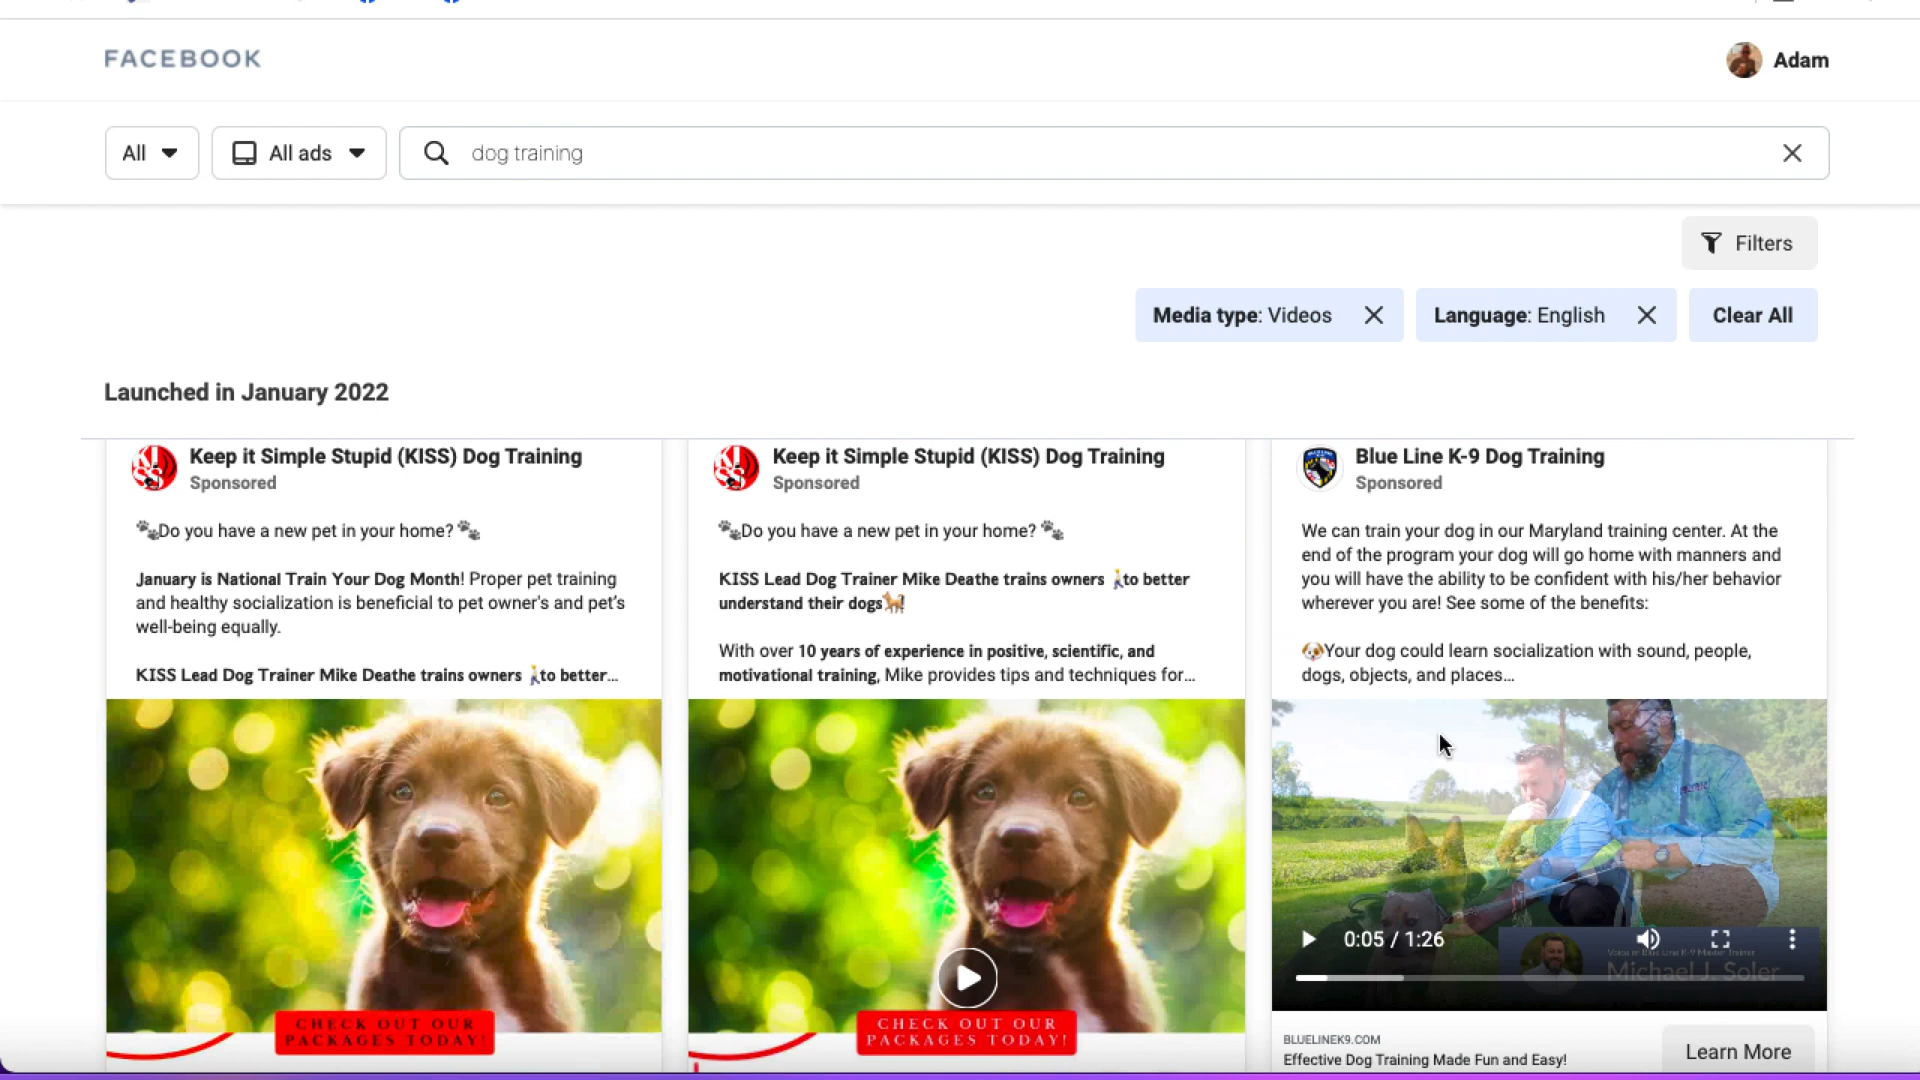 FACEBOOK
Adam
All
All ads
dog training
Filters
Media type: Videos
Language: English
Clear All
Launched in January 2022
Keep it Simple Stupid (KISS) Dog Training
Sponsored
🐾Do you have a new pet in your home? 🐾
January is National Train Your Dog Month! Proper pet training
and healthy socialization is beneficial to pet owner's and pet's
well-being equally.
KISS Lead Dog Trainer Mike Deathe trains owners 🚶to better...
CHECK OUT OUR
PACKAGES TODAY!
Keep it Simple Stupid (KISS) Dog Training
Sponsored
🐾Do you have a new pet in your home? 🐾
KISS Lead Dog Trainer Mike Deathe trains owners 🚶to better
understand their dogs🐕!
With over 10 years of experience in positive, scientific, and
motivational training, Mike provides tips and techniques for...
CHECK OUT OUR
PACKAGES TODAY!
Blue Line K-9 Dog Training
Sponsored
We can train your dog in our Maryland training center. At the
end of the program your dog will go home with manners and
you will have the ability to be confident with his/her behavior
wherever you are! See some of the benefits:
🐶Your dog could learn socialization with sound, people,
dogs, objects, and places...
0:05 / 1:26
Voice of Blue Line K-9 Master Trainer
Michael J. Soler
BLUELINEK9.COM
Effective Dog Training Made Fun and Easy!
Learn More